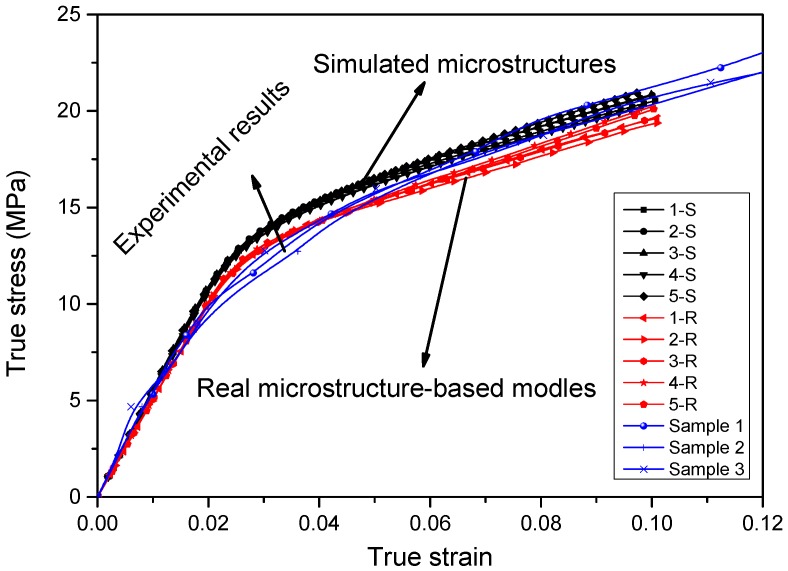 25
20
15
10
5
0
0.00
0.02
0.04
0.06
0.08
0.10
0.12
True stress (MPa)
True strain
Experimental results
Simulated microstructures
Real microstructure-based modles
1-S
2-S
3-S
4-S
5-S
1-R
2-R
3-R
4-R
5-R
Sample 1
Sample 2
Sample 3